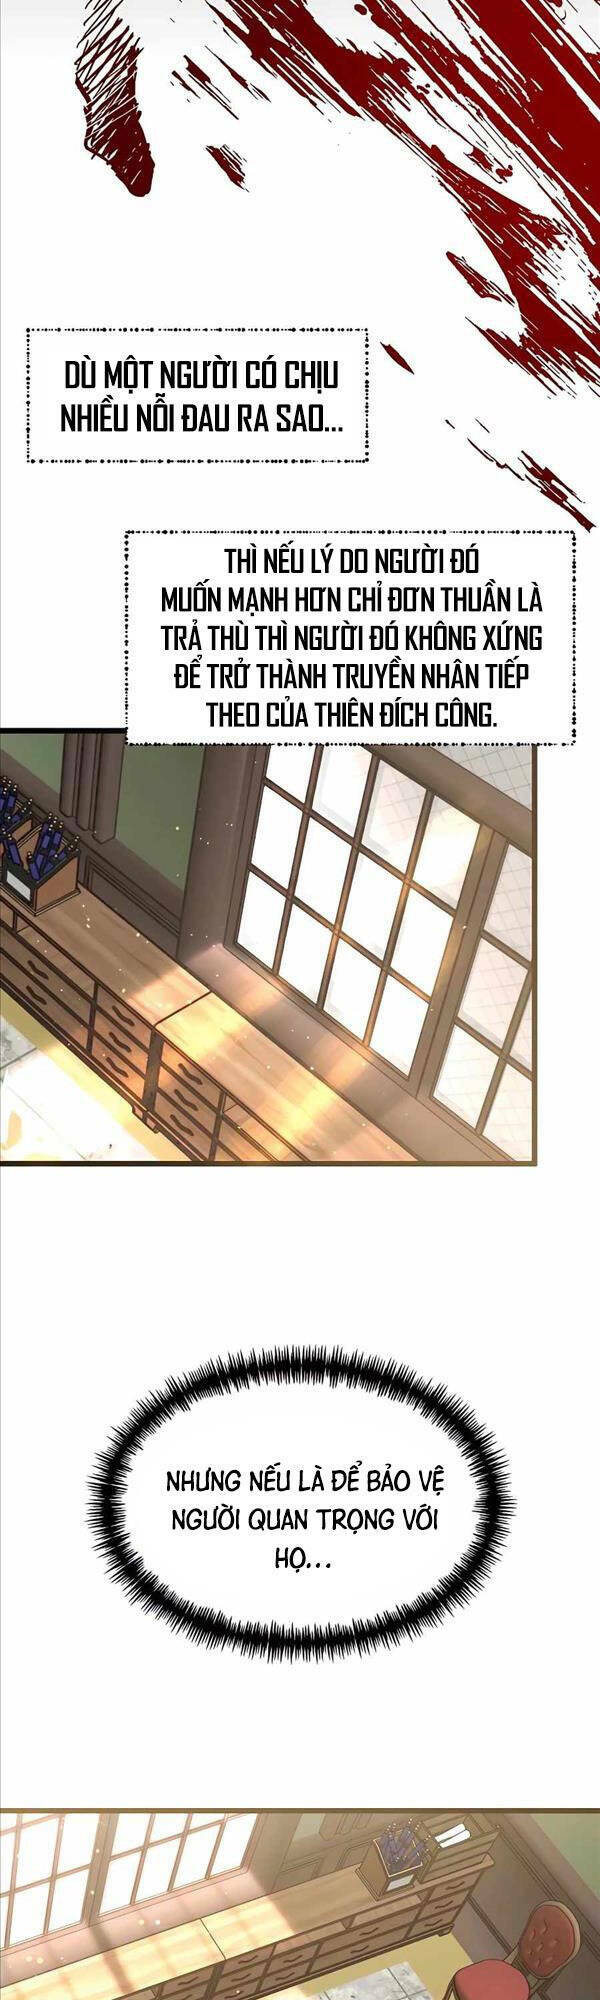 DÙ MỘT NGƯỜI CÓ CHỊU
NHIỀU NỖI ĐAU RA SAO...
THÌ NẾU LÝ DO NGƯỜI ĐÓ
MUỐN MẠNH HƠN CHỈ ĐƠN THUẦN LÀ
TRẢ THÙ THÌ NGƯỜI ĐÓ KHÔNG XỨNG
ĐỂ TRỞ THÀNH TRUYỀN NHÂN TIẾP
THEO CỦA THIÊN ĐÍCH CÔNG.
NHƯNG NẾU LÀ ĐỂ BẢO VỆ
NGƯỜI QUAN TRỌNG VỚI
HỌ...